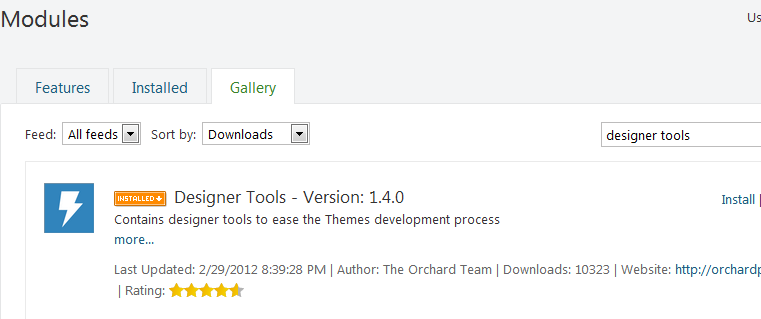 Modules
Us
Features Installed Gallery
Feed: All feeds Sort by: Downloads designer tools
INSTALLED Designer Tools - Version: 1.4.0 Install |
Contains designer tools to ease the Themes development process
more...
Last Updated: 2/29/2012 8:39:28 PM | Author: The Orchard Team | Downloads: 10323 | Website: http://orchardp
| Rating: